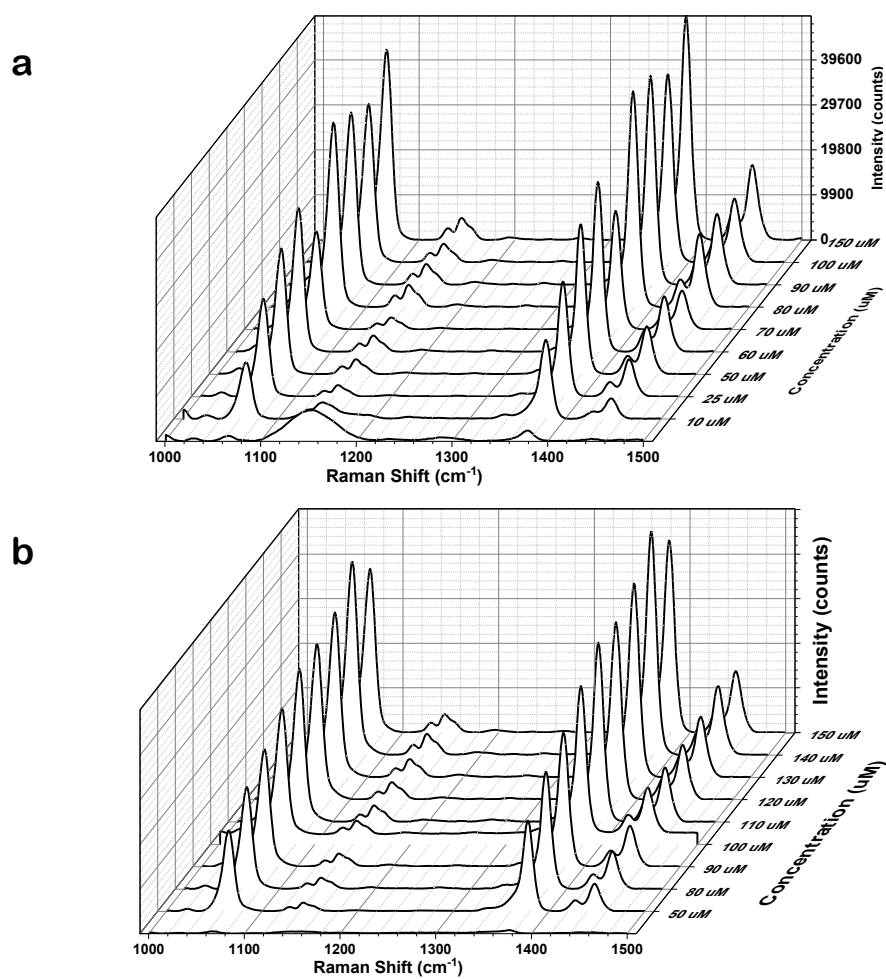 a
39600
29700
19800
9900
0
Intensity (counts)
150 uM
100 uM
90 uM
80 uM
70 uM
60 uM
50 uM
25 uM
10 uM
Concentration (uM)
1000 1100 1200 1300 1400 1500
Raman Shift (cm⁻¹)
b
Intensity (counts)
150 uM
140 uM
130 uM
120 uM
110 uM
100 uM
90 uM
80 uM
50 uM
Concentration (uM)
1000 1100 1200 1300 1400 1500
Raman Shift (cm⁻¹)